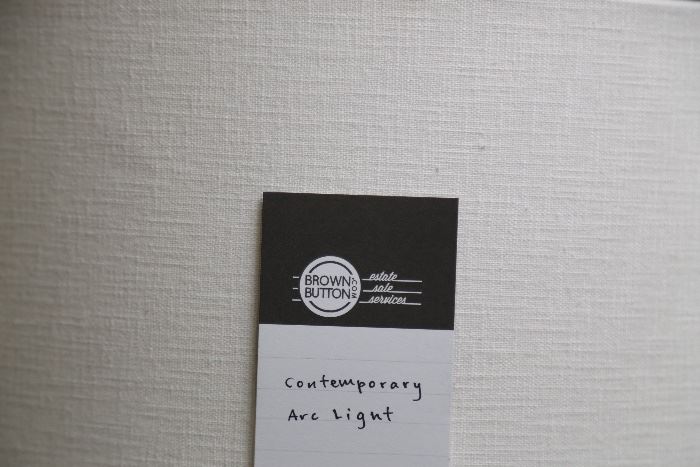 BROWN
BUTTON
.COM
estate
sale
services
Contemporary
Arc Light